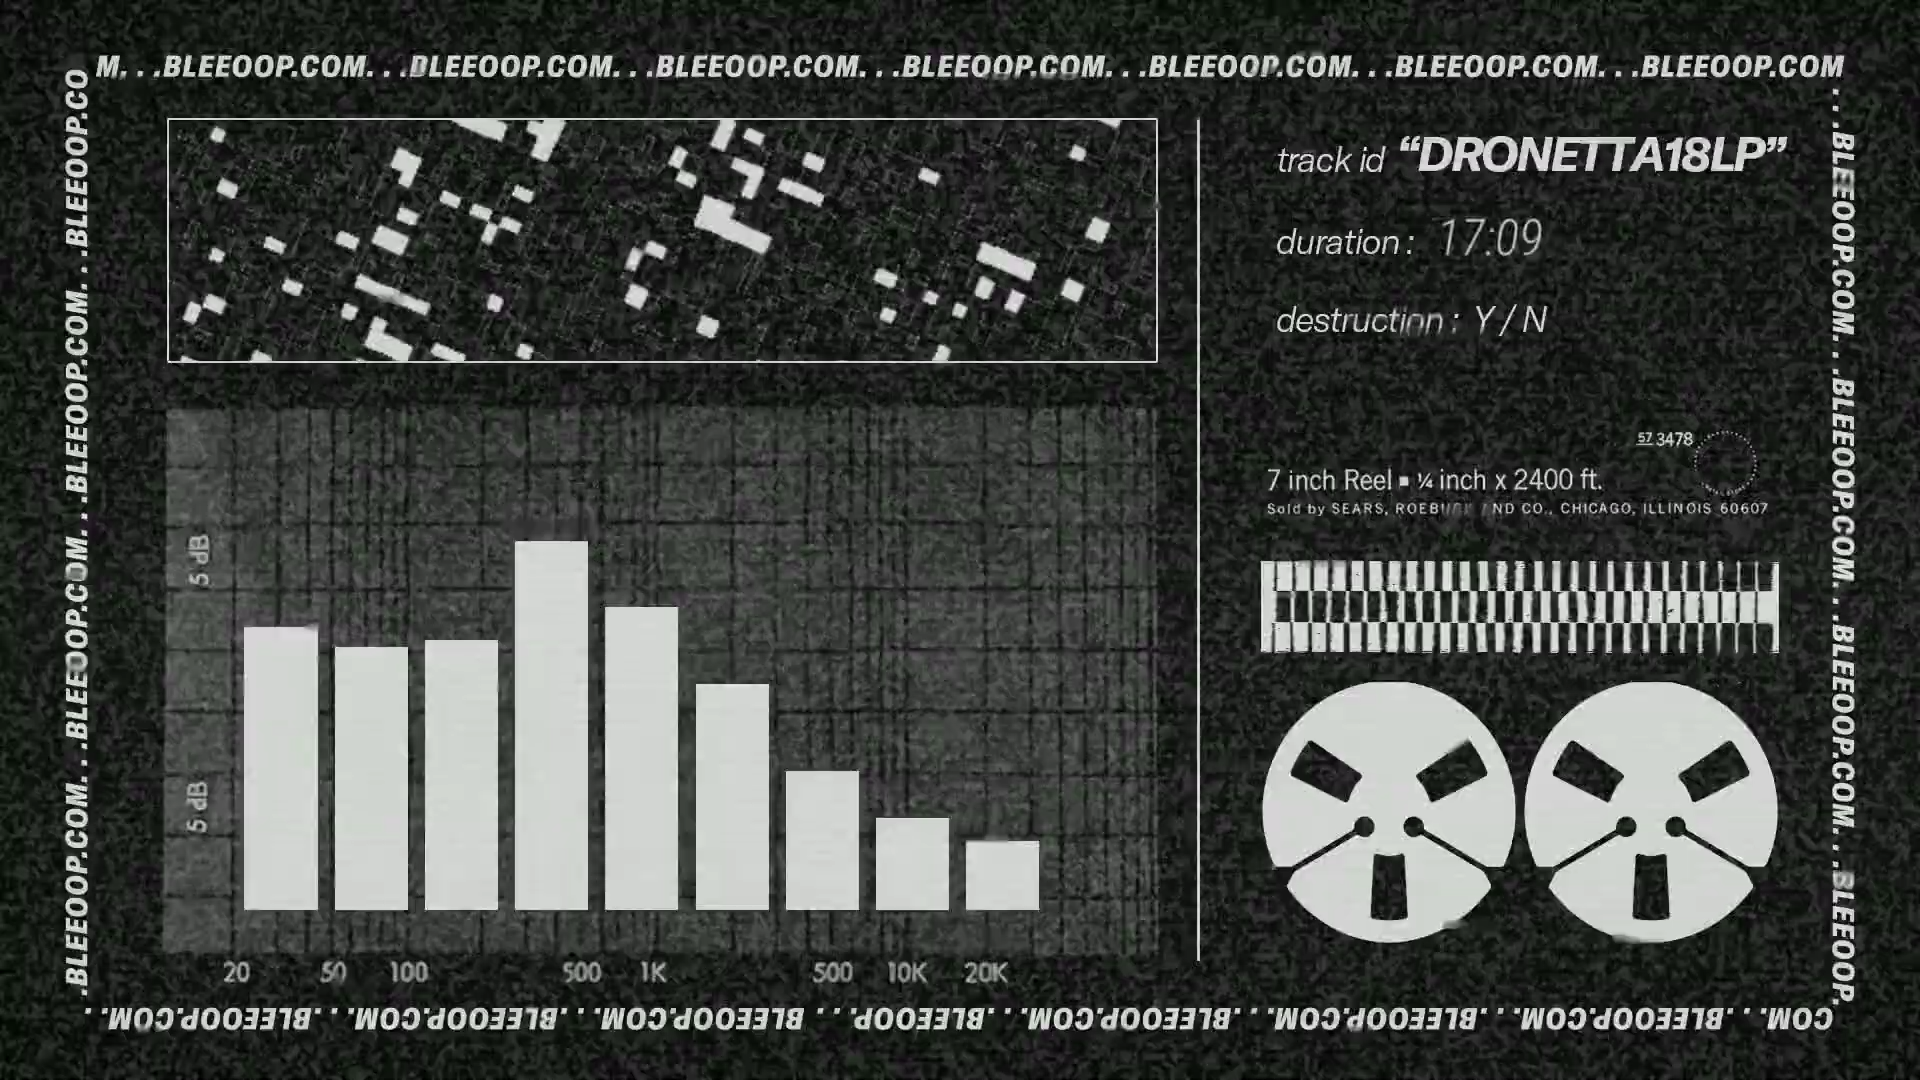 M. . .BLEEOOP.COM. . .BLEEOOP.COM. . .BLEEOOP.COM. . .BLEEOOP.COM. . .BLEEOOP.COM. . .BLEEOOP.COM. . .BLEEOOP.COM
. . .BLEEOOP.COM. . .BLEEOOP.COM. . .BLEEOOP.COM. . .BLEEOOP.
COM. . .BLEEOOP.COM. . .BLEEOOP.COM. . .BLEEOOP.COM. . .BLEEOOP.COM. . .BLEEOOP. . .BLEEOOP.COM. . .BLEEOOP.COM. . .BLEEOOP.COM. .
.BLEEOOP.COM. . .BLEEOOP.COM. . .BLEEOOP.COM. . .BLEEOOP.CO
track id “DRONETTA18LP”
duration : 17:09
destruction : Y / N
57 3478
7 inch Reel ▪ ¼ inch x 2400 ft.
Sold by SEARS, CO., CHICAGO, ILLINOIS 60607
5 dB
5 dB
20 50 100 500 1K 500 10K 20K